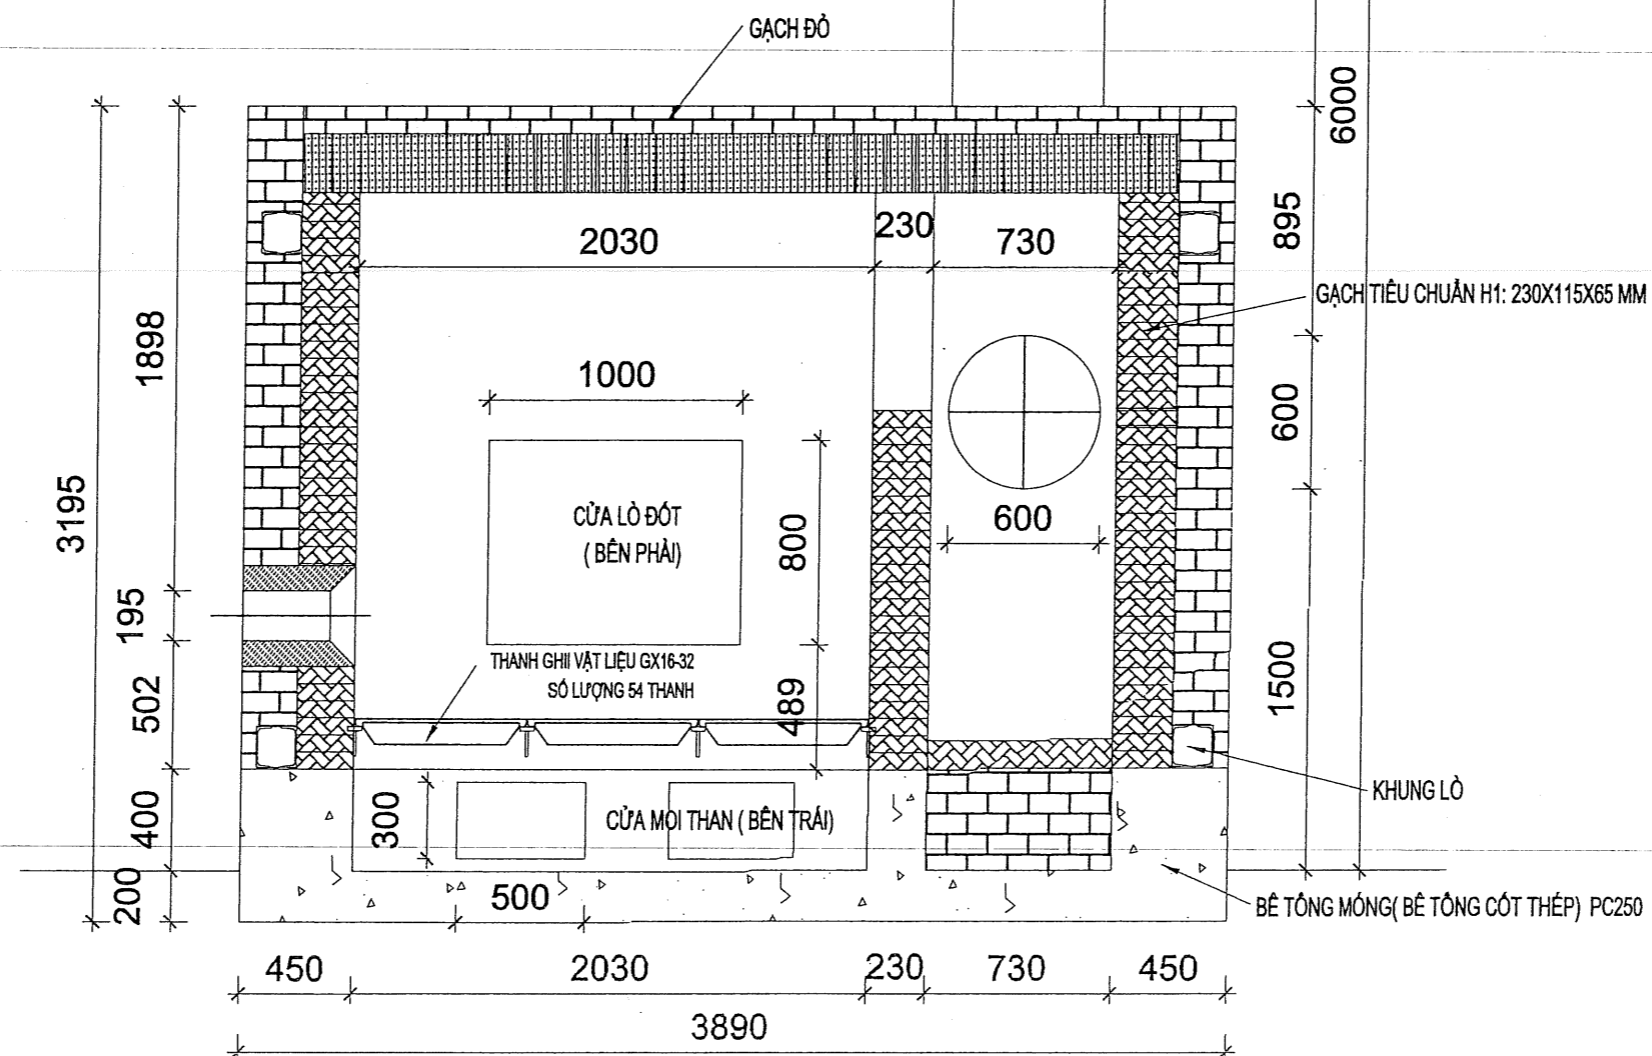 GẠCH ĐỎ
6000
2030
230
730
895
GẠCH TIÊU CHUẨN H1: 230X115X65 MM
1898
1000
600
3195
CỬA LÒ ĐỐT
( BÊN PHẢI)
800
600
195
THANH GHII VẬT LIỆU GX16-32
SỐ LƯỢNG 54 THANH
502
489
1500
KHUNG LÒ
400
300
CỬA MOI THAN ( BÊN TRÁI)
200
500
BÊ TÔNG MÓNG( BÊ TÔNG CỐT THÉP) PC250
450
2030
230
730
450
3890